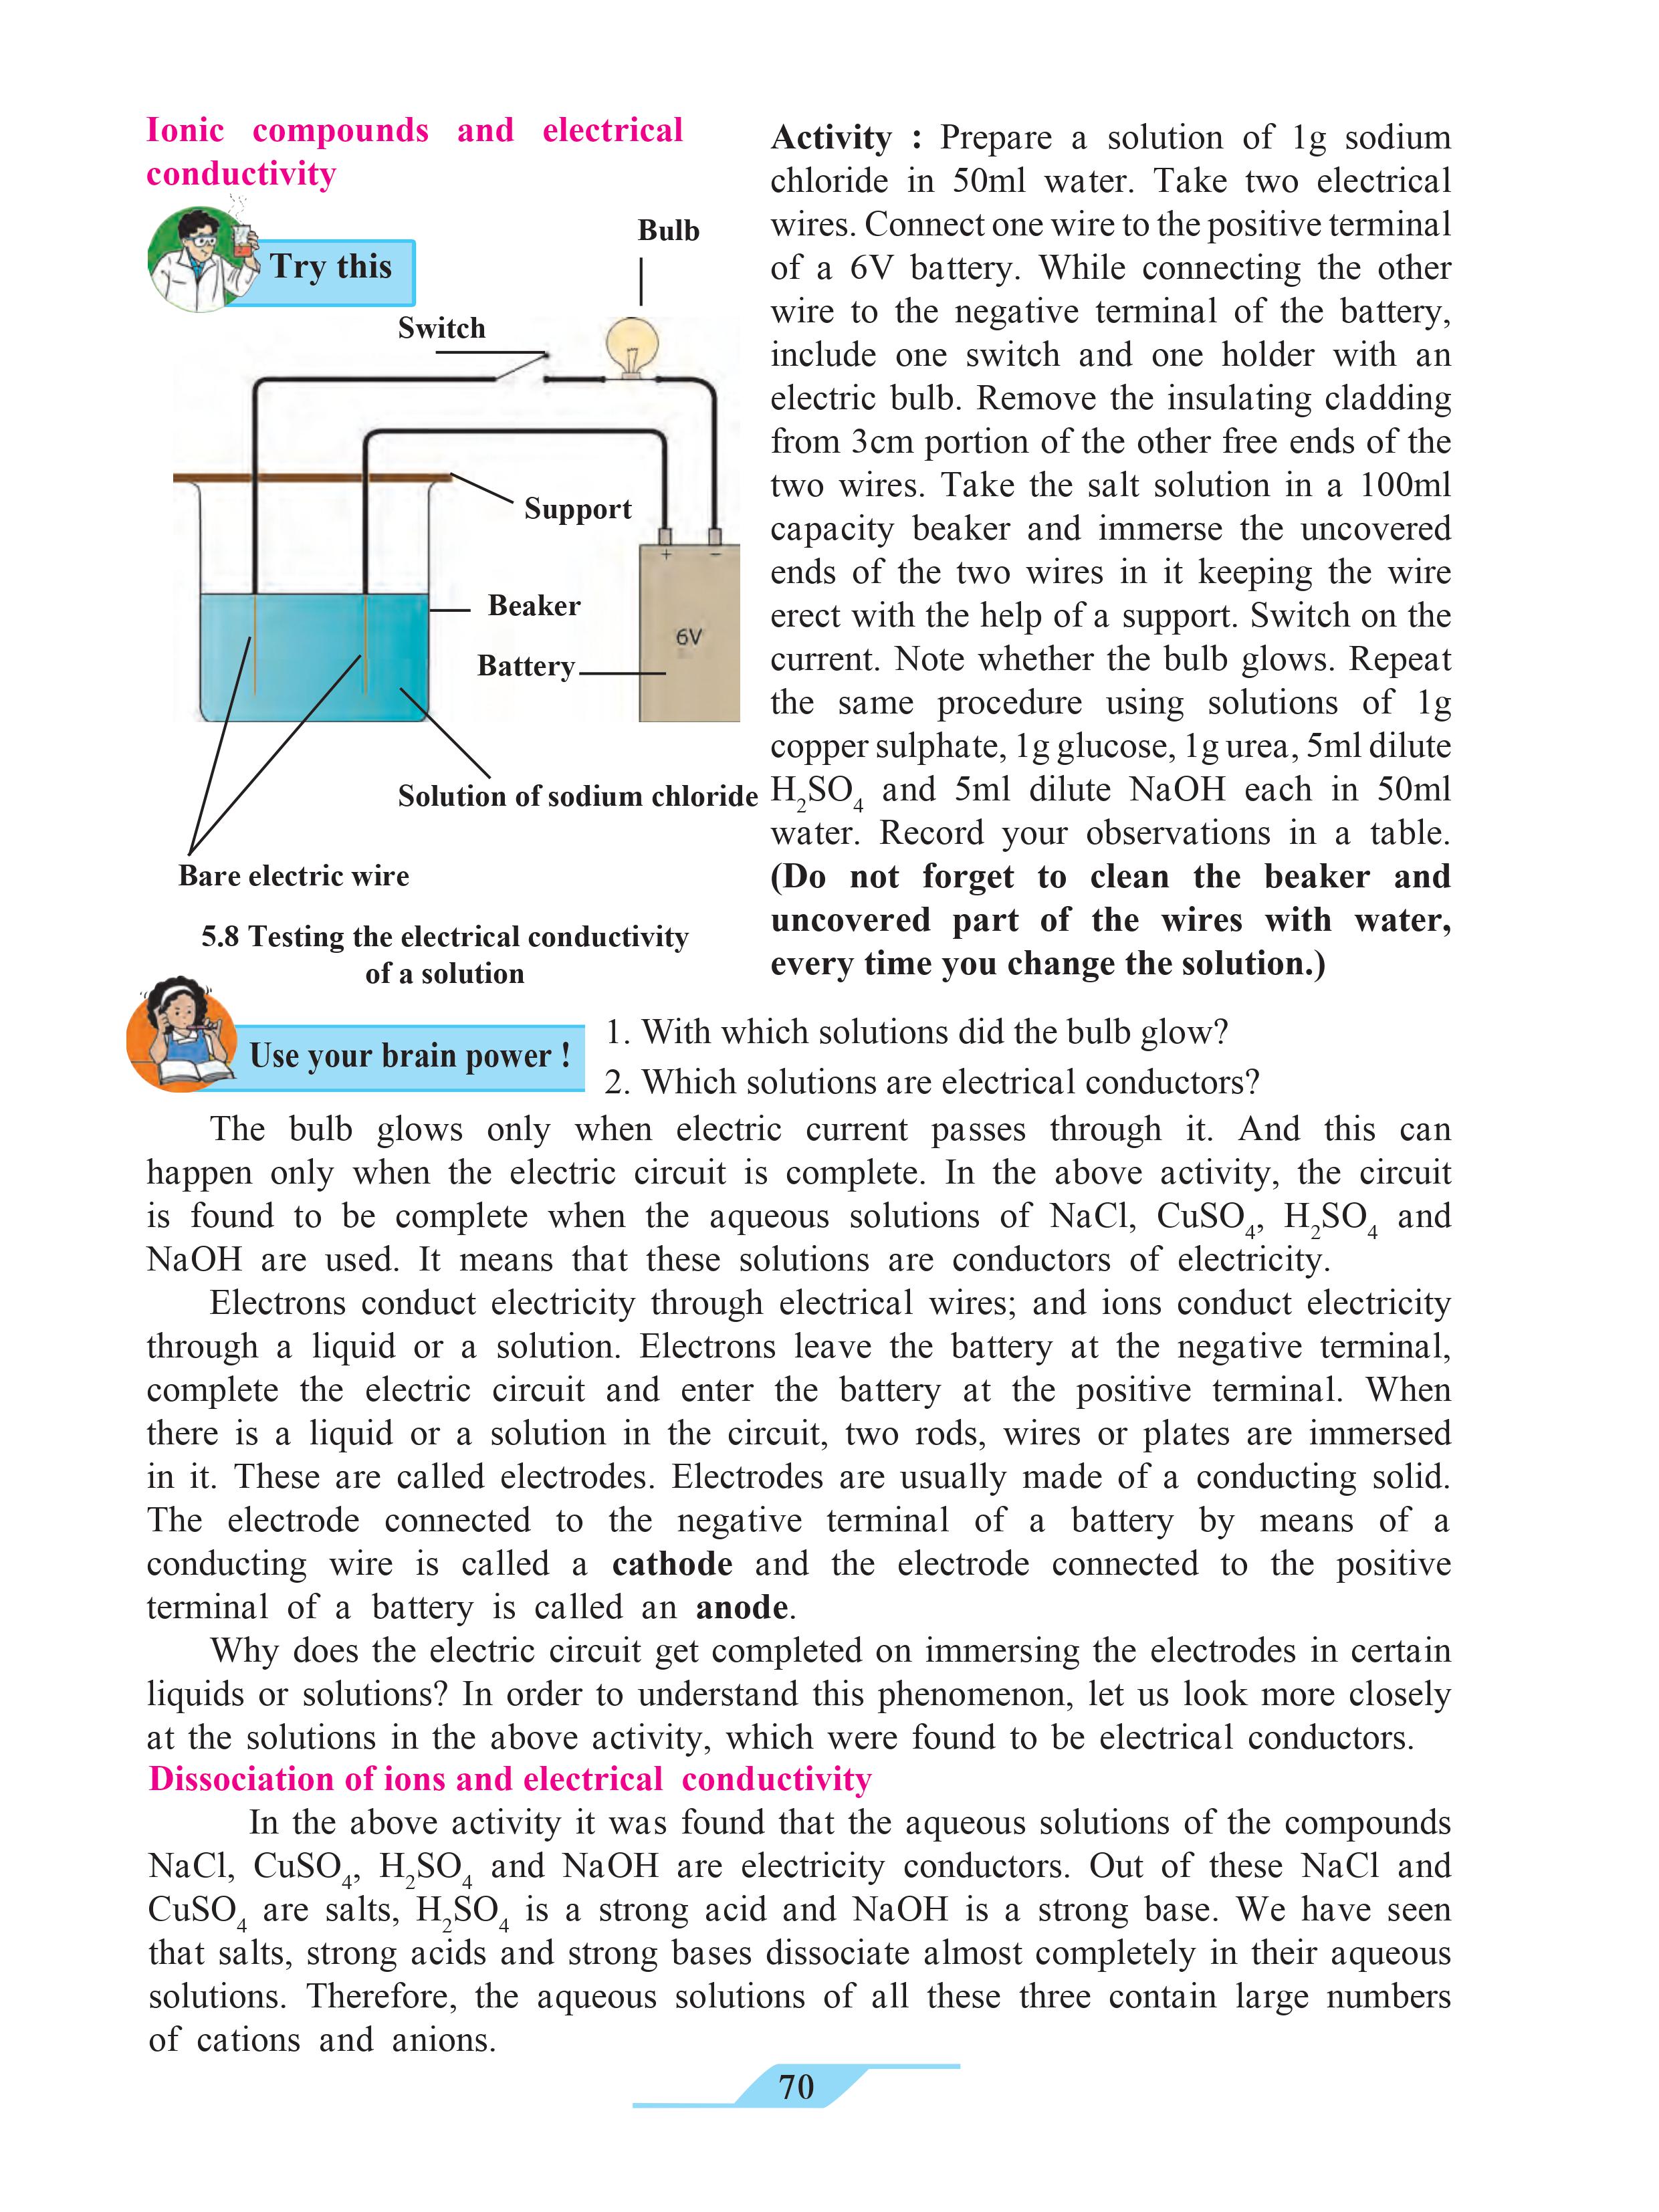 Ionic compounds and electrical
conductivity
Try this
Bulb
Switch
Support
Beaker
+
–
6V
Battery
Solution of sodium chloride
Bare electric wire
5.8 Testing the electrical conductivity
of a solution
Activity : Prepare a solution of 1g sodium
chloride in 50ml water. Take two electrical
wires. Connect one wire to the positive terminal
of a 6V battery. While connecting the other
wire to the negative terminal of the battery,
include one switch and one holder with an
electric bulb. Remove the insulating cladding
from 3cm portion of the other free ends of the
two wires. Take the salt solution in a 100ml
capacity beaker and immerse the uncovered
ends of the two wires in it keeping the wire
erect with the help of a support. Switch on the
current. Note whether the bulb glows. Repeat
the same procedure using solutions of 1g
copper sulphate, 1g glucose, 1g urea, 5ml dilute
H₂SO₄ and 5ml dilute NaOH each in 50ml
water. Record your observations in a table.
(Do not forget to clean the beaker and
uncovered part of the wires with water,
every time you change the solution.)
Use your brain power !
1. With which solutions did the bulb glow?
2. Which solutions are electrical conductors?
The bulb glows only when electric current passes through it. And this can
happen only when the electric circuit is complete. In the above activity, the circuit
is found to be complete when the aqueous solutions of NaCl, CuSO₄, H₂SO₄ and
NaOH are used. It means that these solutions are conductors of electricity.
Electrons conduct electricity through electrical wires; and ions conduct electricity
through a liquid or a solution. Electrons leave the battery at the negative terminal,
complete the electric circuit and enter the battery at the positive terminal. When
there is a liquid or a solution in the circuit, two rods, wires or plates are immersed
in it. These are called electrodes. Electrodes are usually made of a conducting solid.
The electrode connected to the negative terminal of a battery by means of a
conducting wire is called a cathode and the electrode connected to the positive
terminal of a battery is called an anode.
Why does the electric circuit get completed on immersing the electrodes in certain
liquids or solutions? In order to understand this phenomenon, let us look more closely
at the solutions in the above activity, which were found to be electrical conductors.
Dissociation of ions and electrical conductivity
In the above activity it was found that the aqueous solutions of the compounds
NaCl, CuSO₄, H₂SO₄ and NaOH are electricity conductors. Out of these NaCl and
CuSO₄ are salts, H₂SO₄ is a strong acid and NaOH is a strong base. We have seen
that salts, strong acids and strong bases dissociate almost completely in their aqueous
solutions. Therefore, the aqueous solutions of all these three contain large numbers
of cations and anions.
70